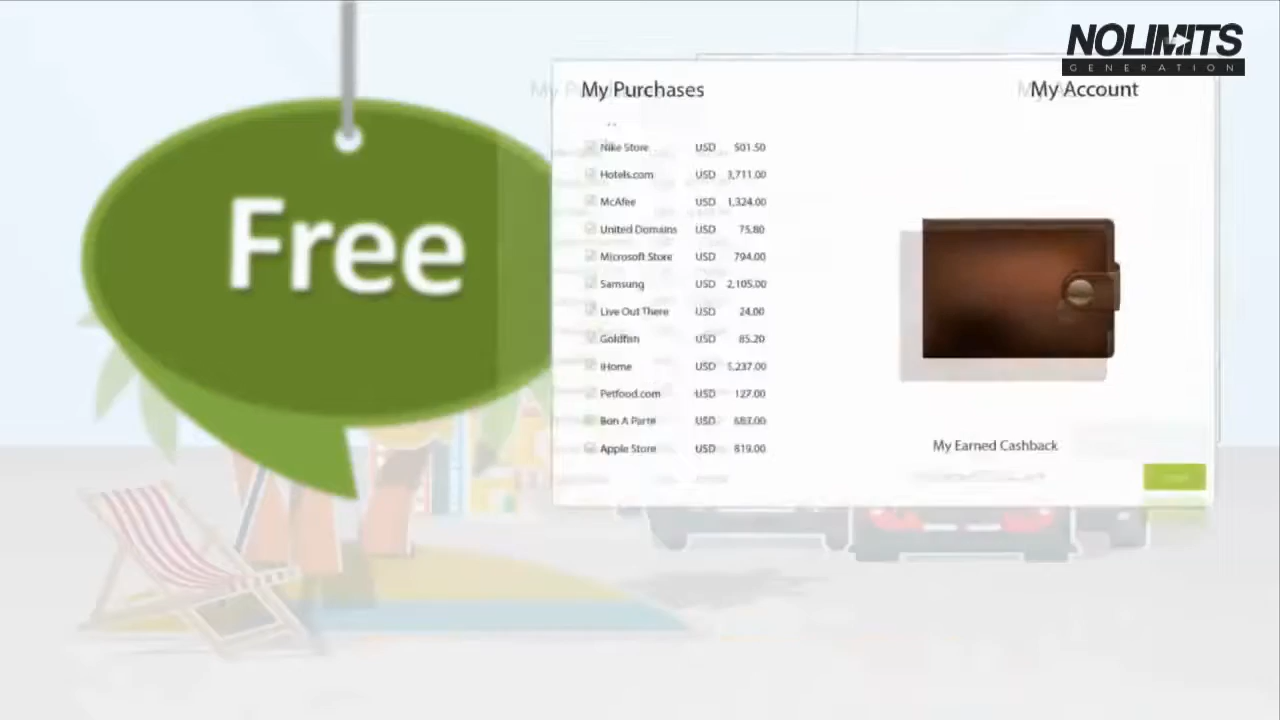 NOLIMITS
GENERATION
Free
My Purchases
My Account
Nike Store USD 501.50
Hotels.com USD 3,711.00
McAfee USD 1,324.00
United Domains USD 75.80
Microsoft Store USD 794.00
Samsung USD 2,105.00
Live Out There USD 24.00
Goldfish USD 85.20
iHome USD 5,237.00
Petfood.com USD 127.00
Bon A Parte USD 687.00
Apple Store USD 819.00
My Earned Cashback